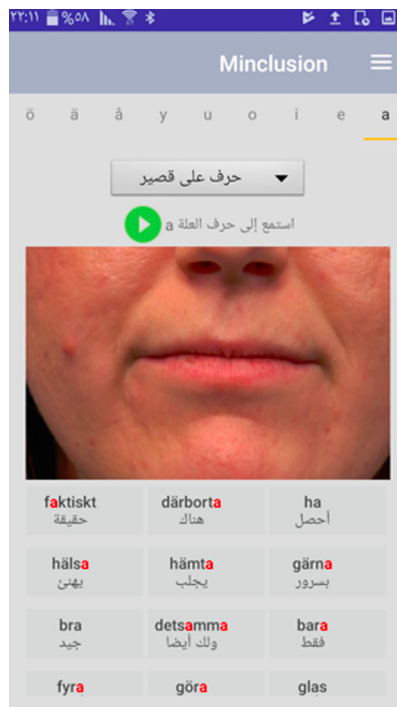 ٢٢:١١ %٥٨
Minclusion
ö ä å y u o i e a
حرف على قصير
استمع إلى حرف العلة a
faktiskt därborta ha
حقيقة هناك أحصل
hälsa hämta gärna
يهنئ يجلب بسرور
bra detsamma bara
جيد ولك أيضا فقط
fyra göra glas